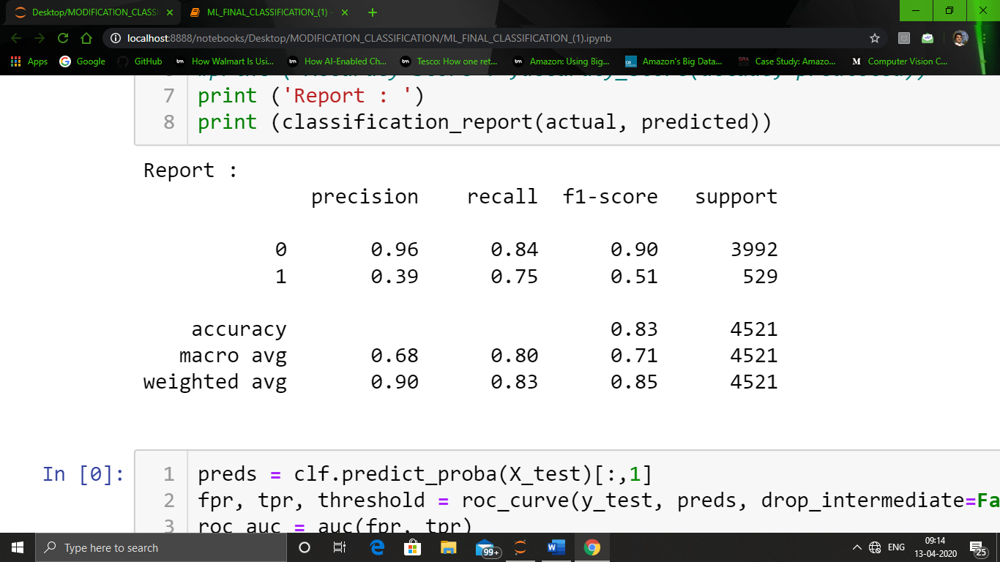 Desktop/MODIFICATION_CLASSI
ML_FINAL_CLASSIFICATION_(1) -
localhost:8888/notebooks/Desktop/MODIFICATION_CLASSIFICATION/ML_FINAL_CLASSIFICATION_(1).ipynb
Apps Google GitHub bm How Walmart Is Usi... bm How AI-Enabled Ch... bm Tesco: How one ret... bm Amazon: Using Big... Amazon's Big Data... SRA Case Study: Amazo... M Computer Vision C...
7 print ('Report : ')
8 print (classification_report(actual, predicted))
Report :
precision recall f1-score support
0 0.96 0.84 0.90 3992
1 0.39 0.75 0.51 529
accuracy 0.83 4521
macro avg 0.68 0.80 0.71 4521
weighted avg 0.90 0.83 0.85 4521
In [0]: 1 preds = clf.predict_proba(X_test)[:,1]
2 fpr, tpr, threshold = roc_curve(y_test, preds, drop_intermediate=Fa
3 roc_auc = auc(fpr, tpr)
Type here to search
99+
ENG
09:14
13-04-2020
25